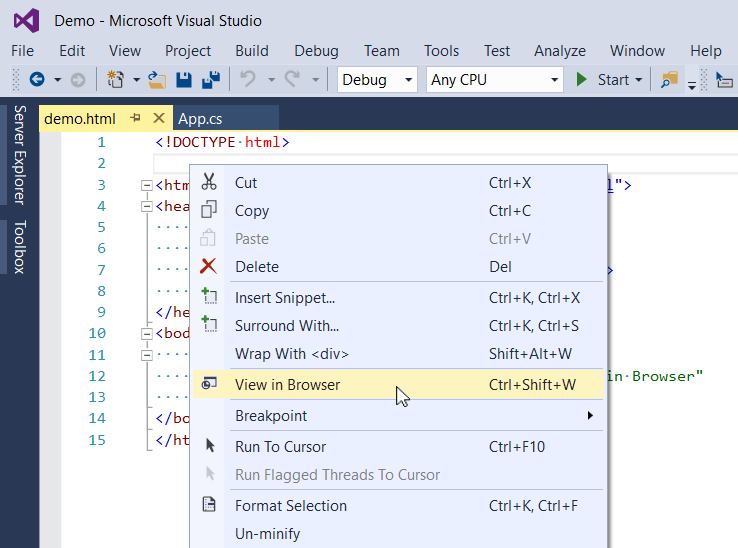 Demo - Microsoft Visual Studio
File Edit View Project Build Debug Team Tools Test Analyze Window Help
Debug Any CPU Start
Server Explorer
Toolbox
demo.html App.cs
1 <!DOCTYPE html>
2
3 <htm ">
4 <hea
5
6
7 >
8
9 </he
10 <bod
11
12 in Browser"
13
14 </bo
15 </ht
Cut Ctrl+X
Copy Ctrl+C
Paste Ctrl+V
Delete Del
Insert Snippet... Ctrl+K, Ctrl+X
Surround With... Ctrl+K, Ctrl+S
Wrap With <div> Shift+Alt+W
View in Browser Ctrl+Shift+W
Breakpoint
Run To Cursor Ctrl+F10
Run Flagged Threads To Cursor
Format Selection Ctrl+K, Ctrl+F
Un-minify